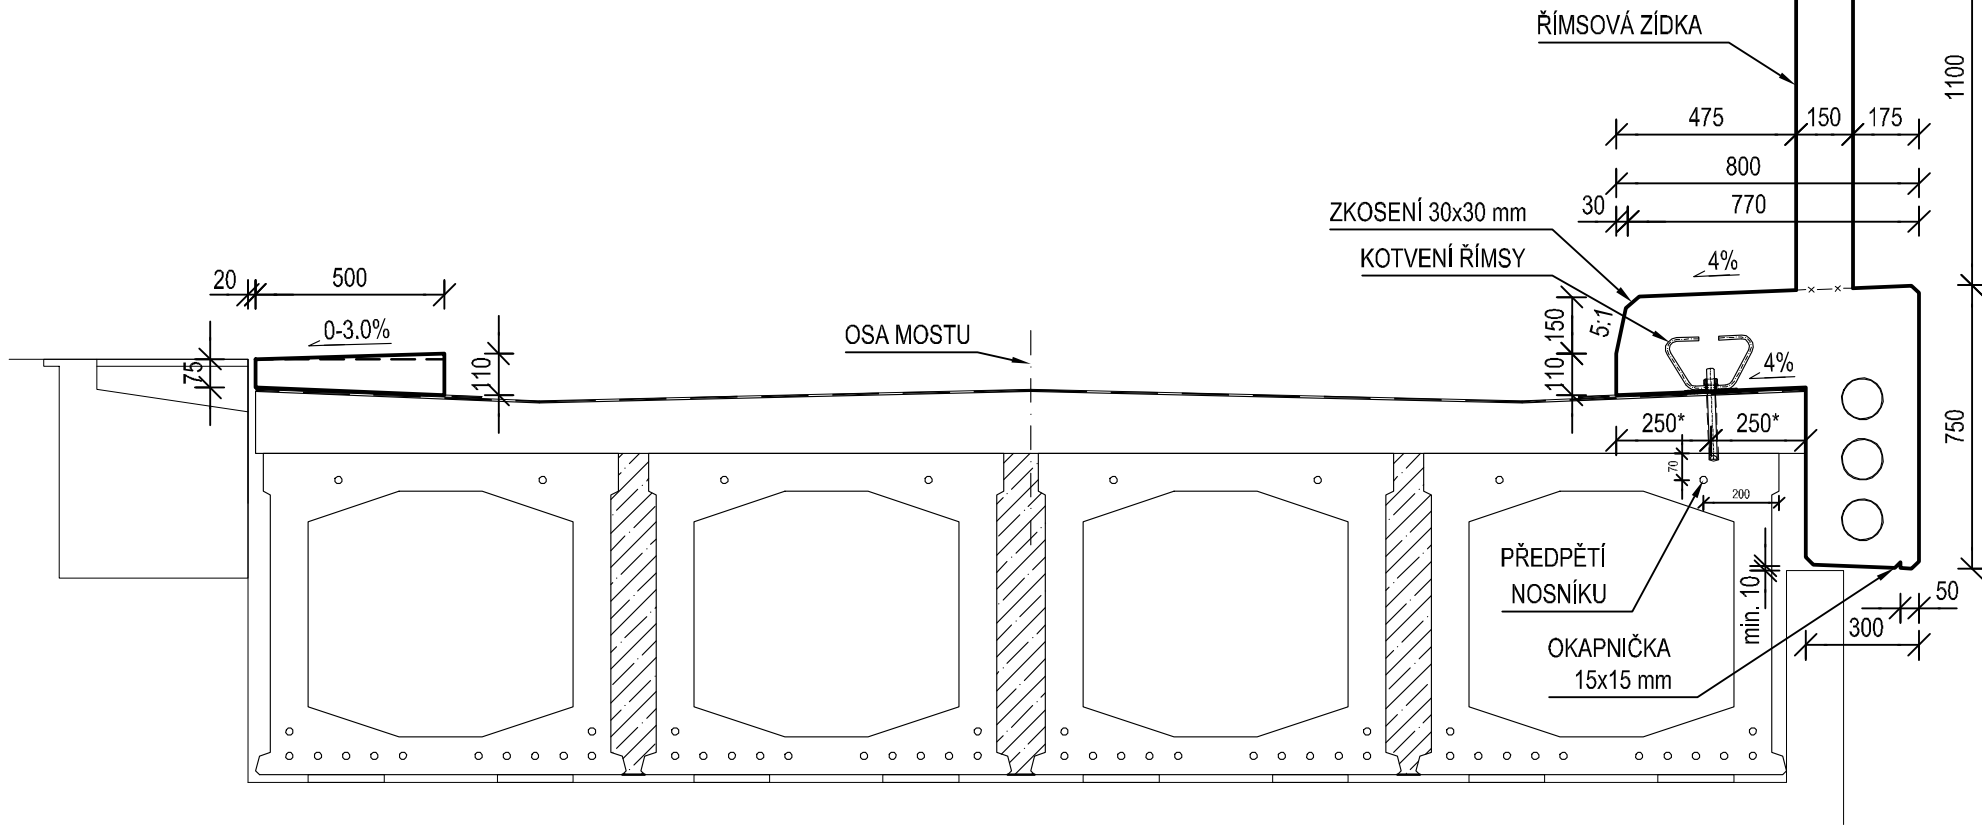 ŘÍMSOVÁ ZÍDKA
1100
475
150
175
800
30
770
ZKOSENÍ 30x30 mm
KOTVENÍ ŘÍMSY
4%
20
500
0-3.0%
75
110
OSA MOSTU
150
5:1
110
4%
250*
250*
750
70
200
PŘEDPĚTÍ
NOSNÍKU
min. 10
50
300
OKAPNIČKA
15x15 mm